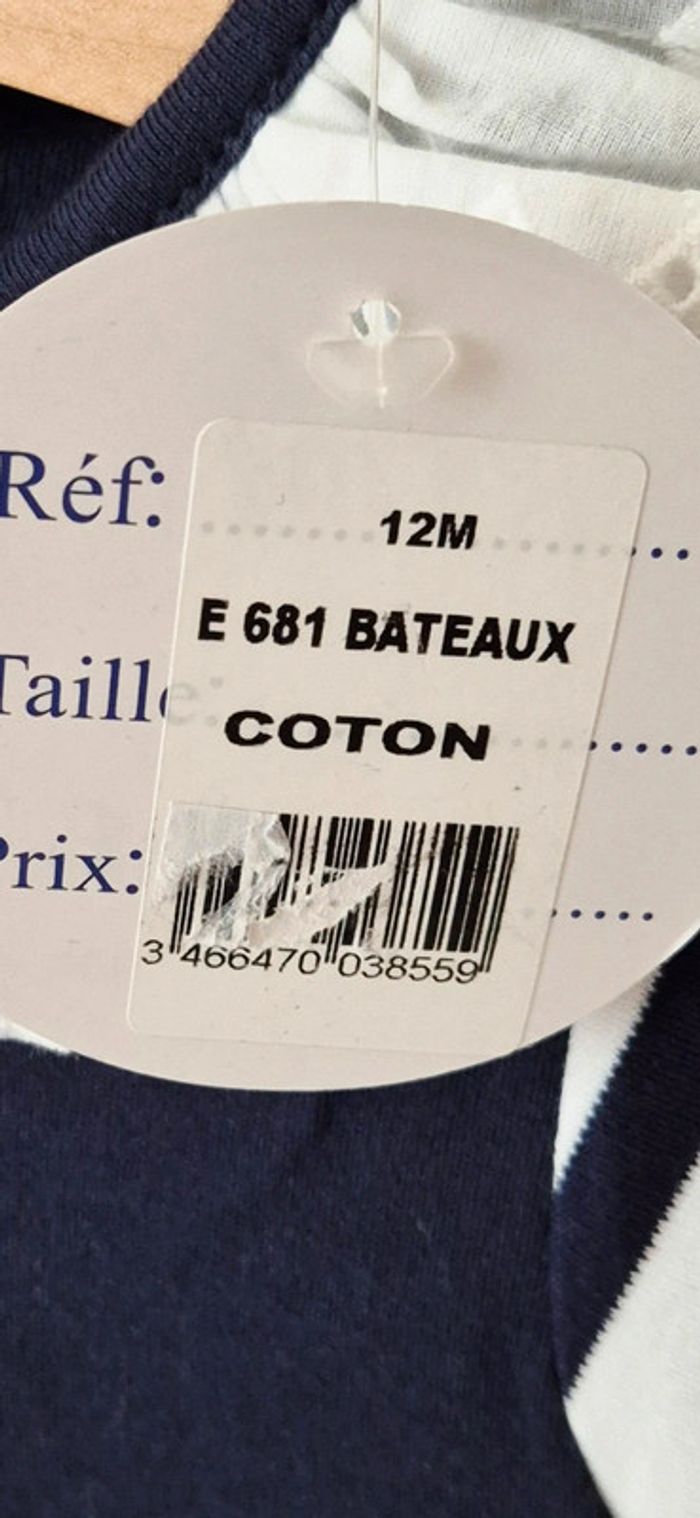 Réf:
12M
E 681 BATEAUX
Taille:
COTON
Prix:
3 466470 038559